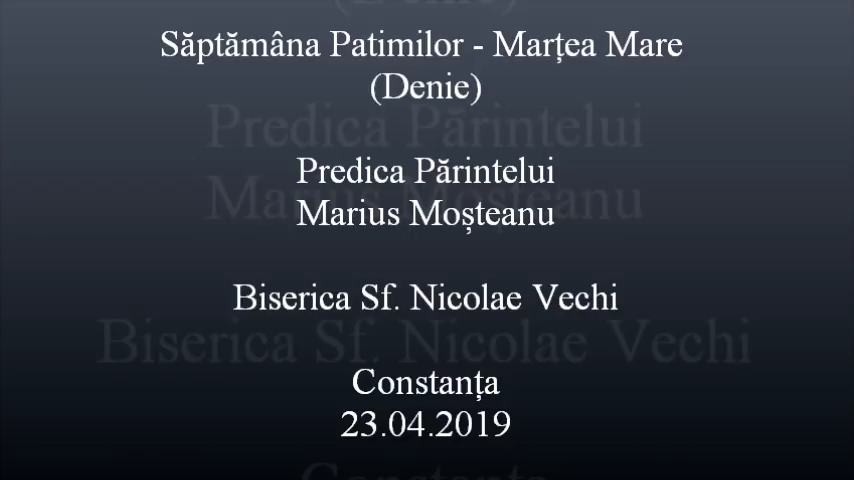 Săptămâna Patimilor - Marțea Mare
(Denie)
Predica Părintelui
Marius Moșteanu
Biserica Sf. Nicolae Vechi
Constanța
23.04.2019